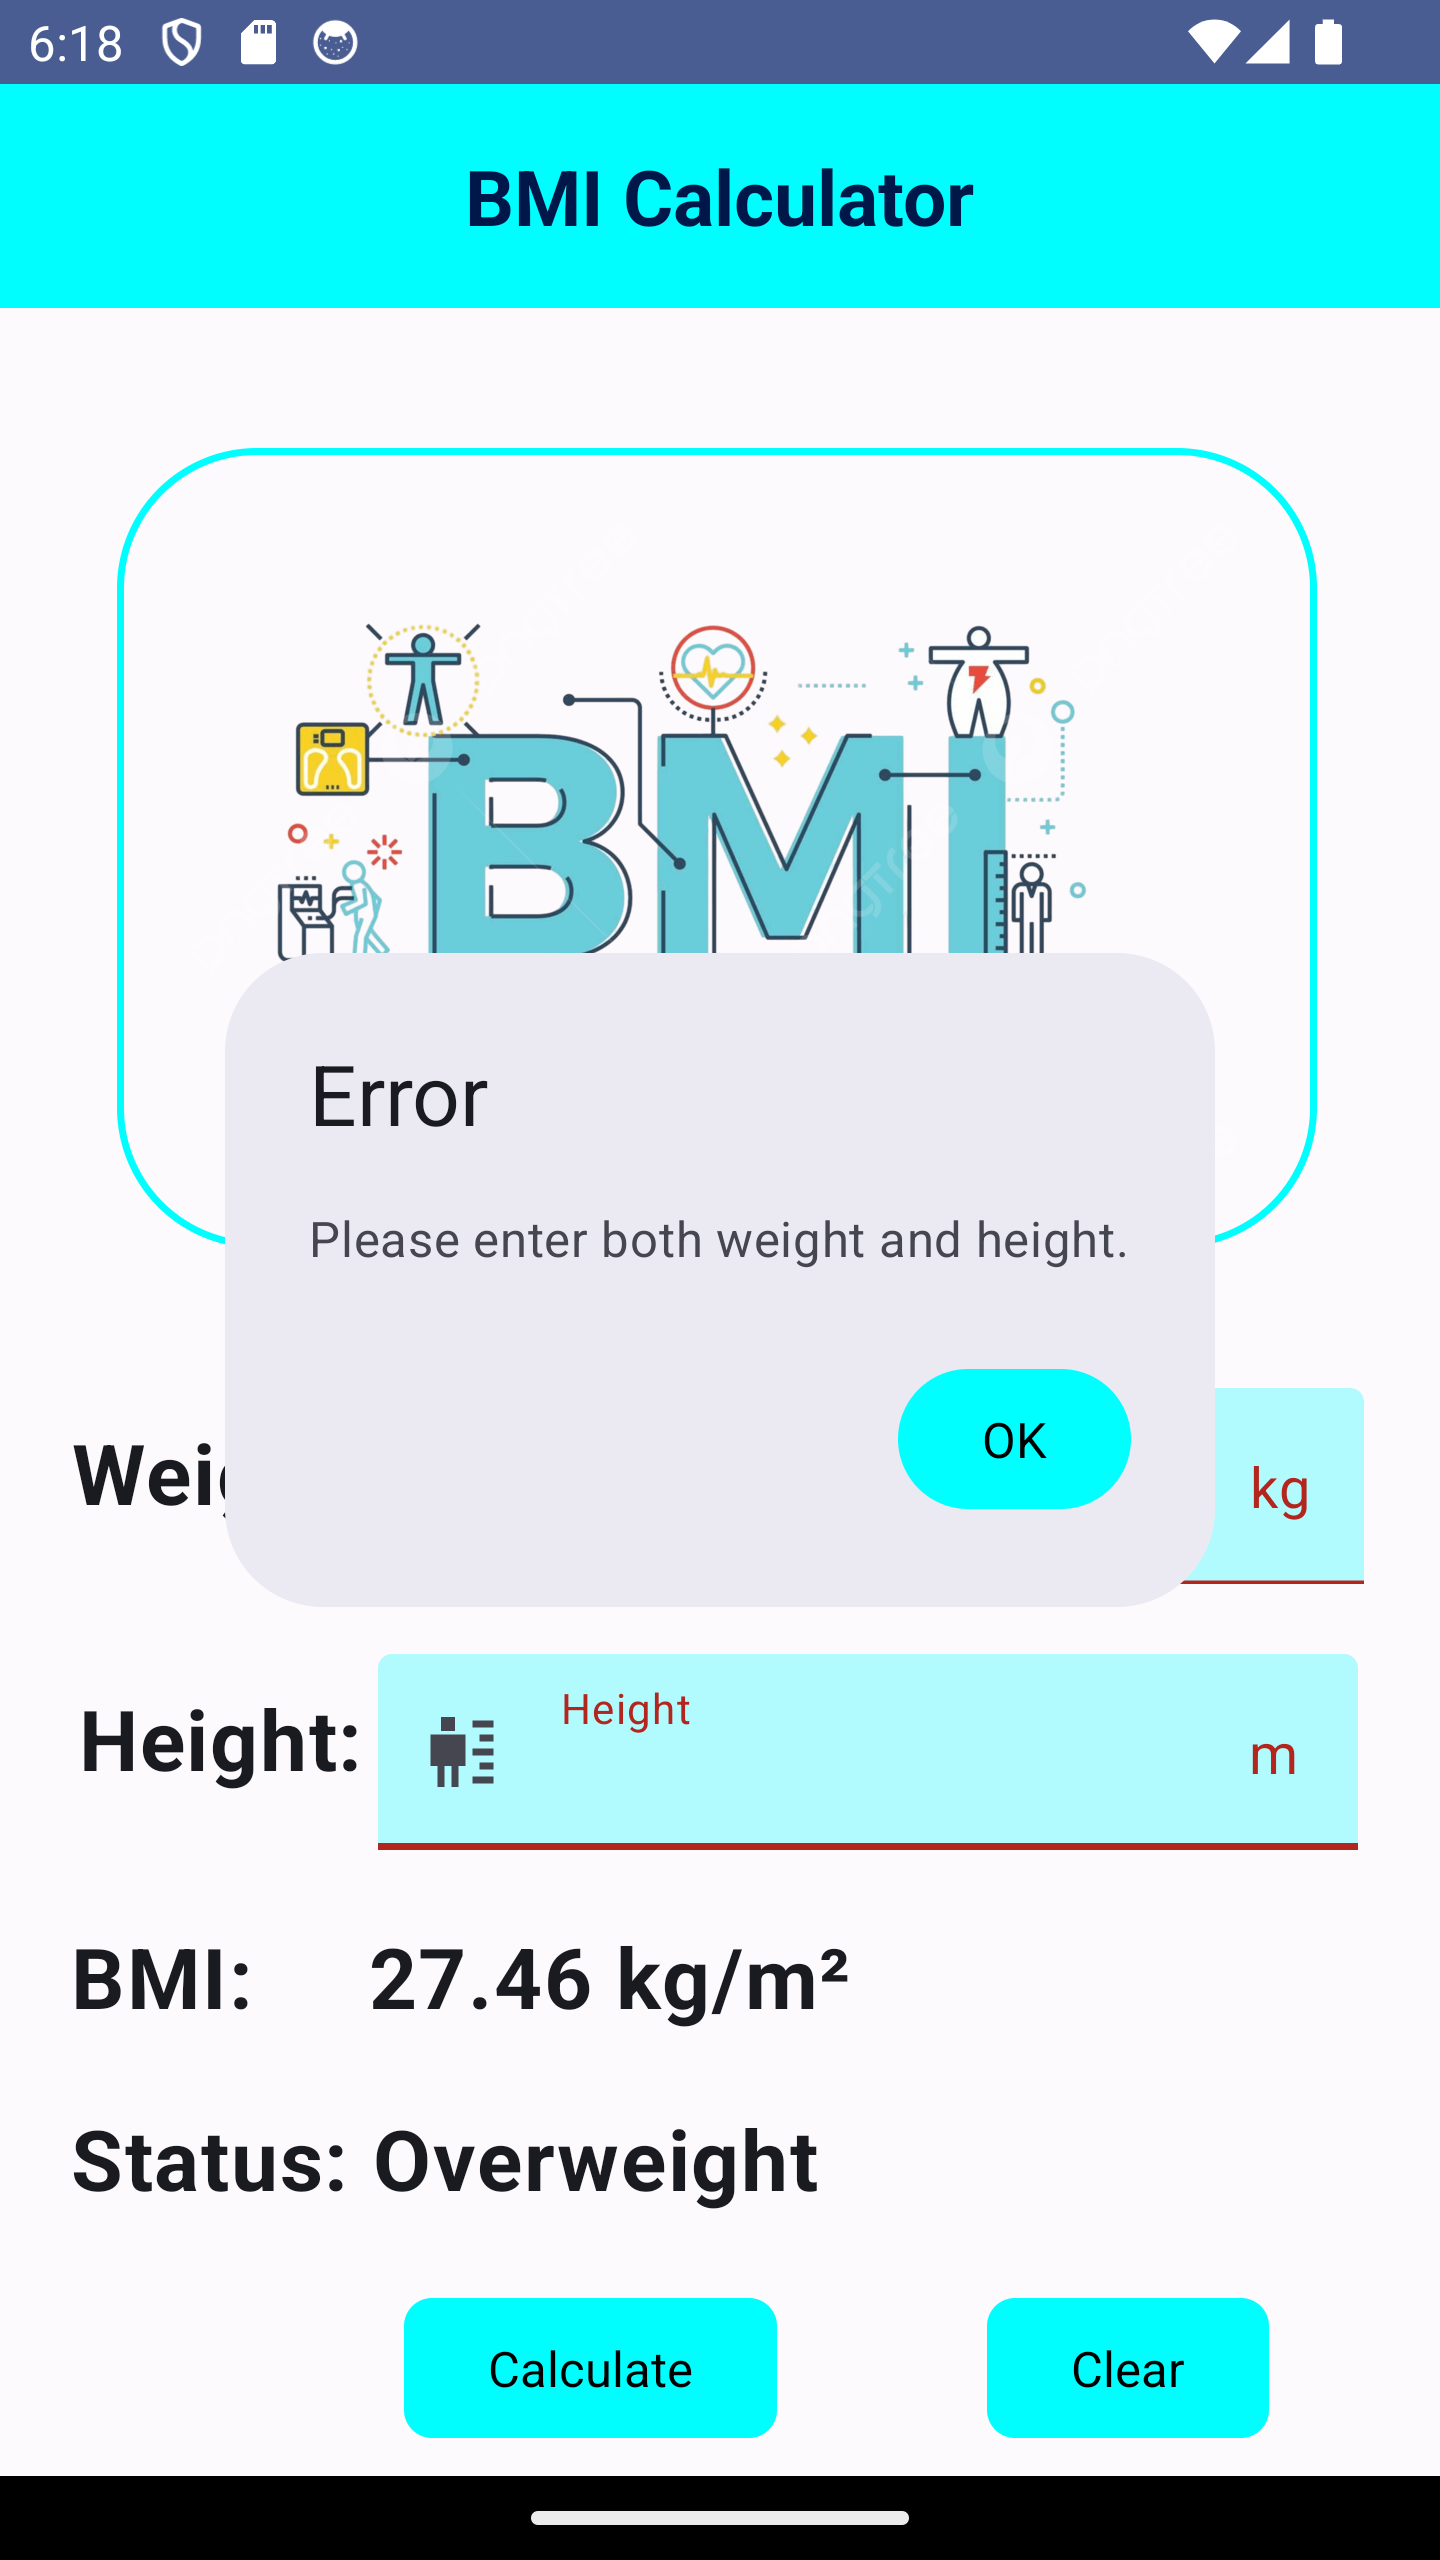 6:18
BMI Calculator
BMI
Error
Please enter both weight and height.
OK
kg
Height:
Height
m
BMI: 27.46 kg/m²
Status: Overweight
Calculate Clear